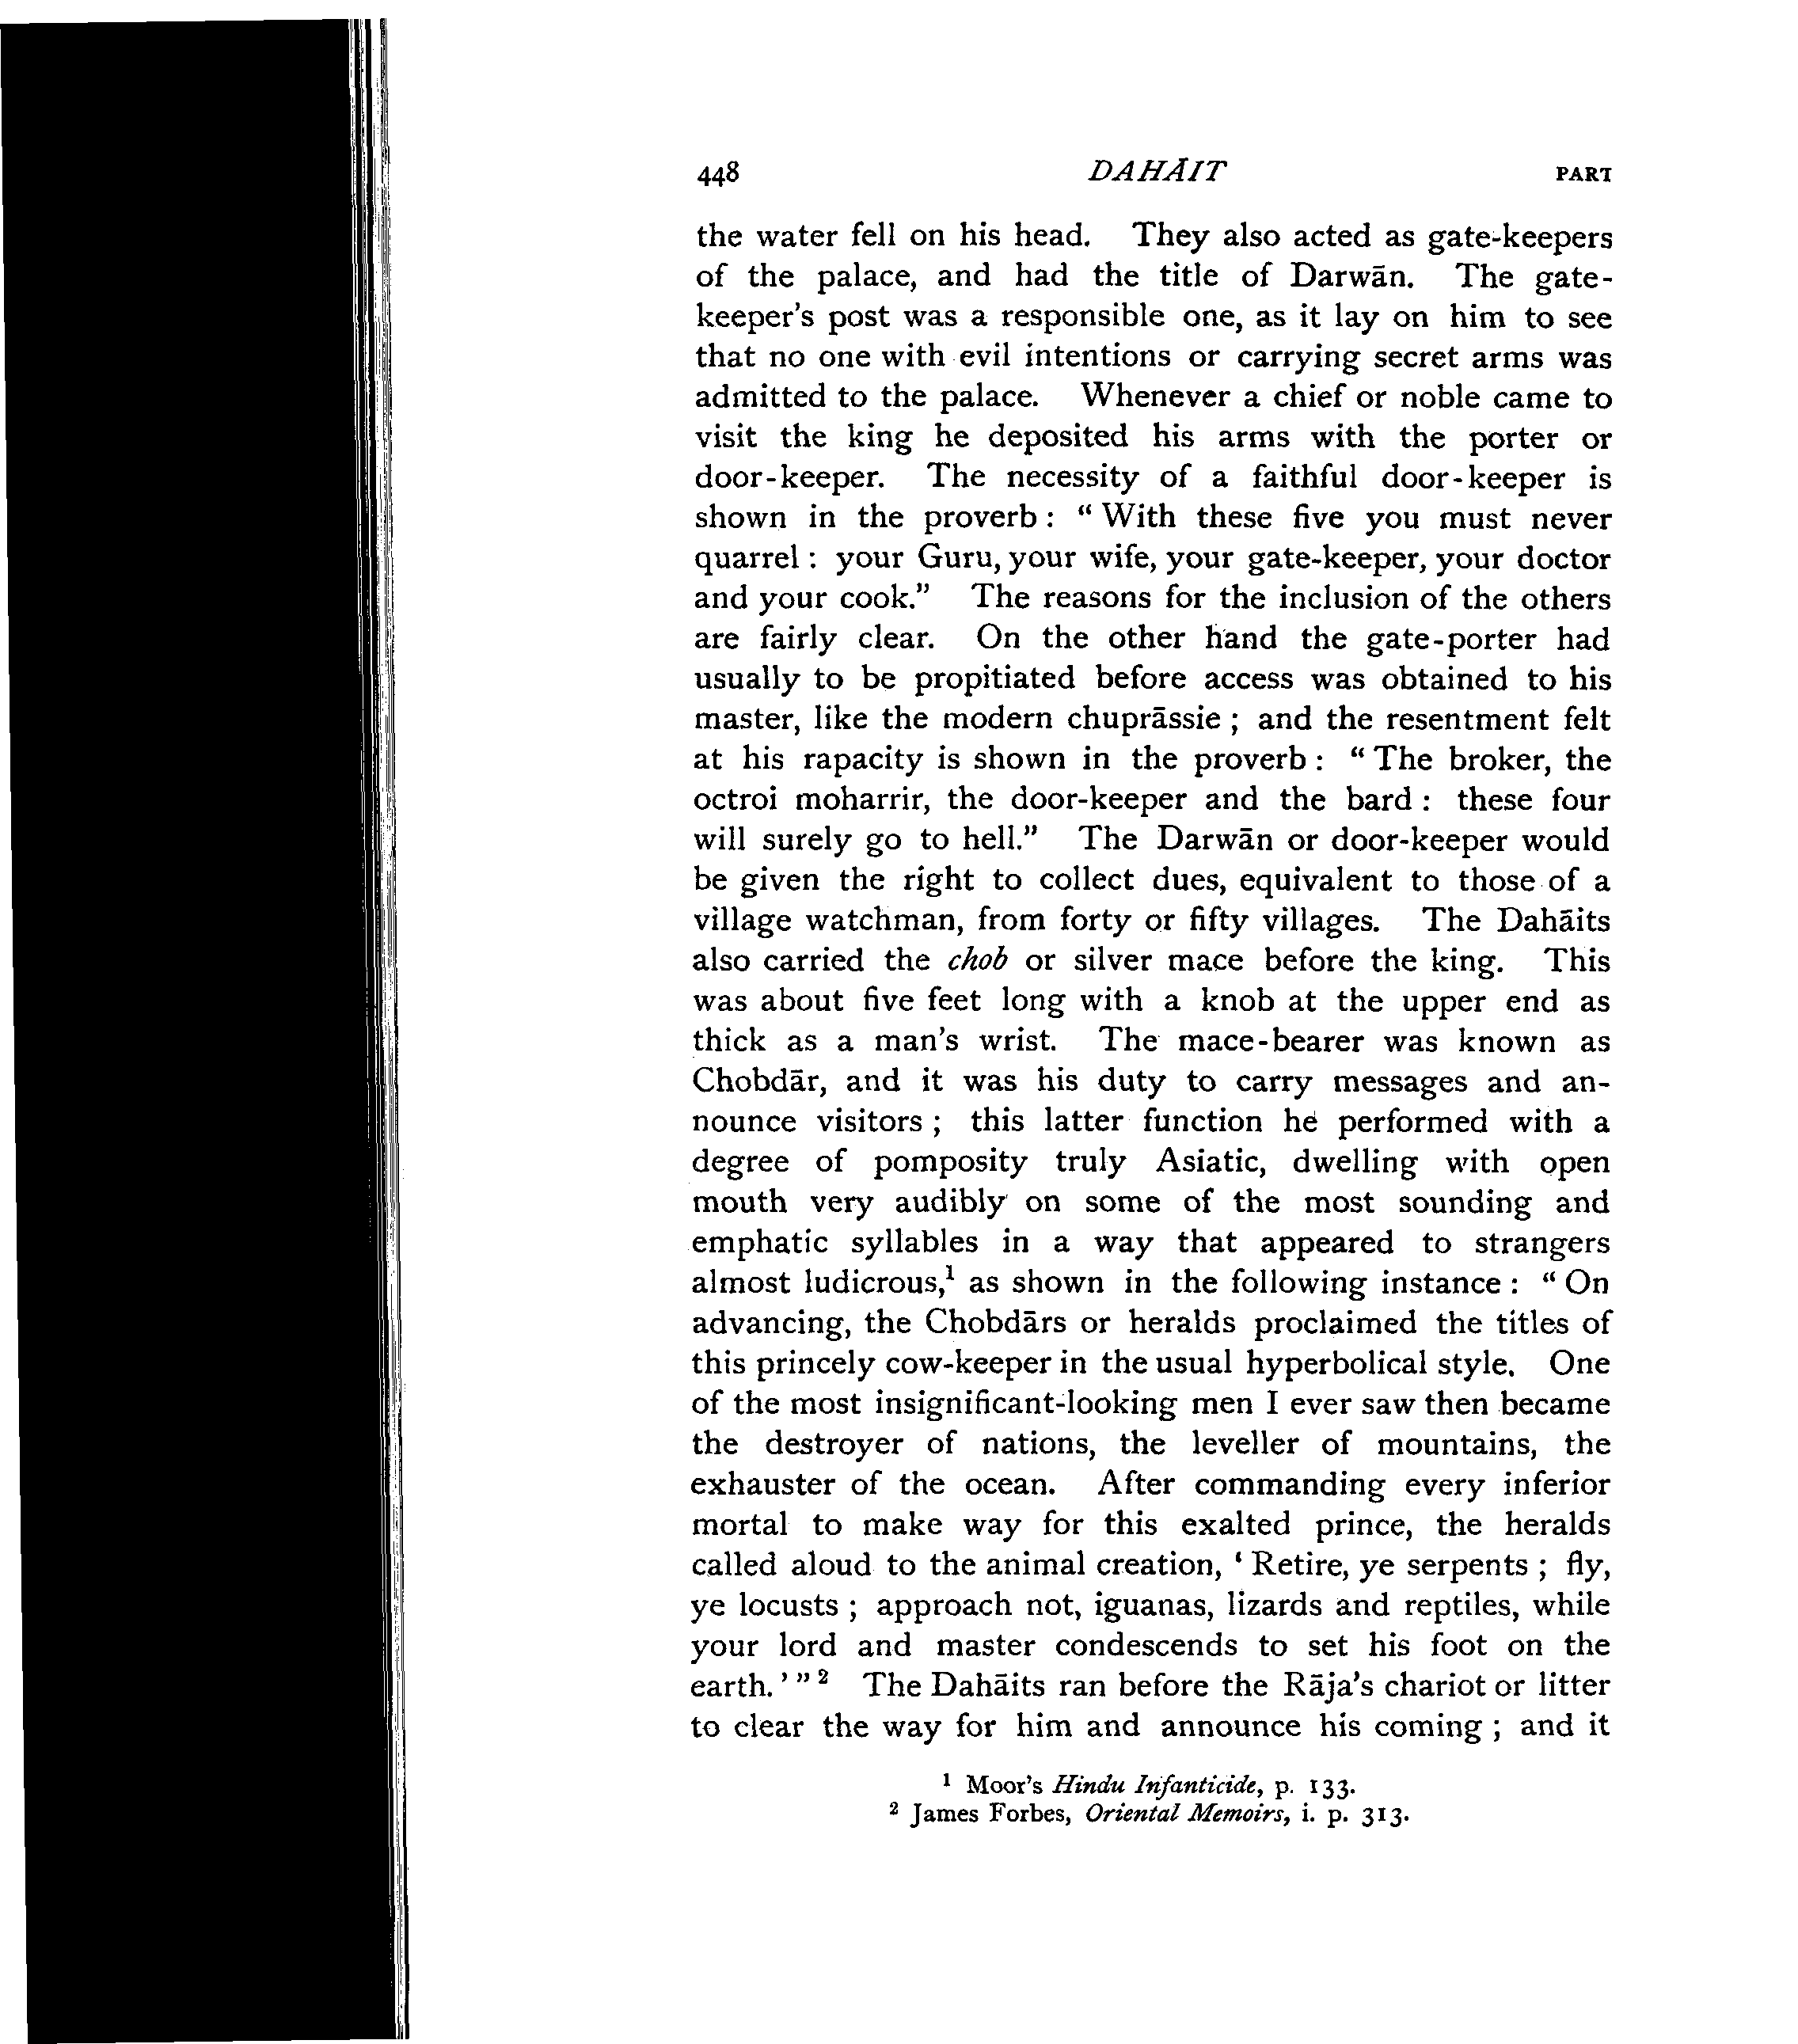 448 DAHĀIT PART
the water fell on his head. They also acted as gate-keepers
of the palace, and had the title of Darwān. The gate-
keeper's post was a responsible one, as it lay on him to see
that no one with evil intentions or carrying secret arms was
admitted to the palace. Whenever a chief or noble came to
visit the king he deposited his arms with the porter or
door-keeper. The necessity of a faithful door-keeper is
shown in the proverb : “ With these five you must never
quarrel : your Guru, your wife, your gate-keeper, your doctor
and your cook.” The reasons for the inclusion of the others
are fairly clear. On the other hand the gate-porter had
usually to be propitiated before access was obtained to his
master, like the modern chuprāssie ; and the resentment felt
at his rapacity is shown in the proverb : “ The broker, the
octroi moharrir, the door-keeper and the bard : these four
will surely go to hell.” The Darwān or door-keeper would
be given the right to collect dues, equivalent to those of a
village watchman, from forty or fifty villages. The Dahāits
also carried the chob or silver mace before the king. This
was about five feet long with a knob at the upper end as
thick as a man's wrist. The mace-bearer was known as
Chobdār, and it was his duty to carry messages and an-
nounce visitors ; this latter function he performed with a
degree of pomposity truly Asiatic, dwelling with open
mouth very audibly on some of the most sounding and
emphatic syllables in a way that appeared to strangers
almost ludicrous,¹ as shown in the following instance : “ On
advancing, the Chobdārs or heralds proclaimed the titles of
this princely cow-keeper in the usual hyperbolical style. One
of the most insignificant-looking men I ever saw then became
the destroyer of nations, the leveller of mountains, the
exhauster of the ocean. After commanding every inferior
mortal to make way for this exalted prince, the heralds
called aloud to the animal creation, ‘ Retire, ye serpents ; fly,
ye locusts ; approach not, iguanas, lizards and reptiles, while
your lord and master condescends to set his foot on the
earth. ’ ” ² The Dahāits ran before the Rāja's chariot or litter
to clear the way for him and announce his coming ; and it
¹ Moor's Hindu Infanticide, p. 133.
² James Forbes, Oriental Memoirs, i. p. 313.